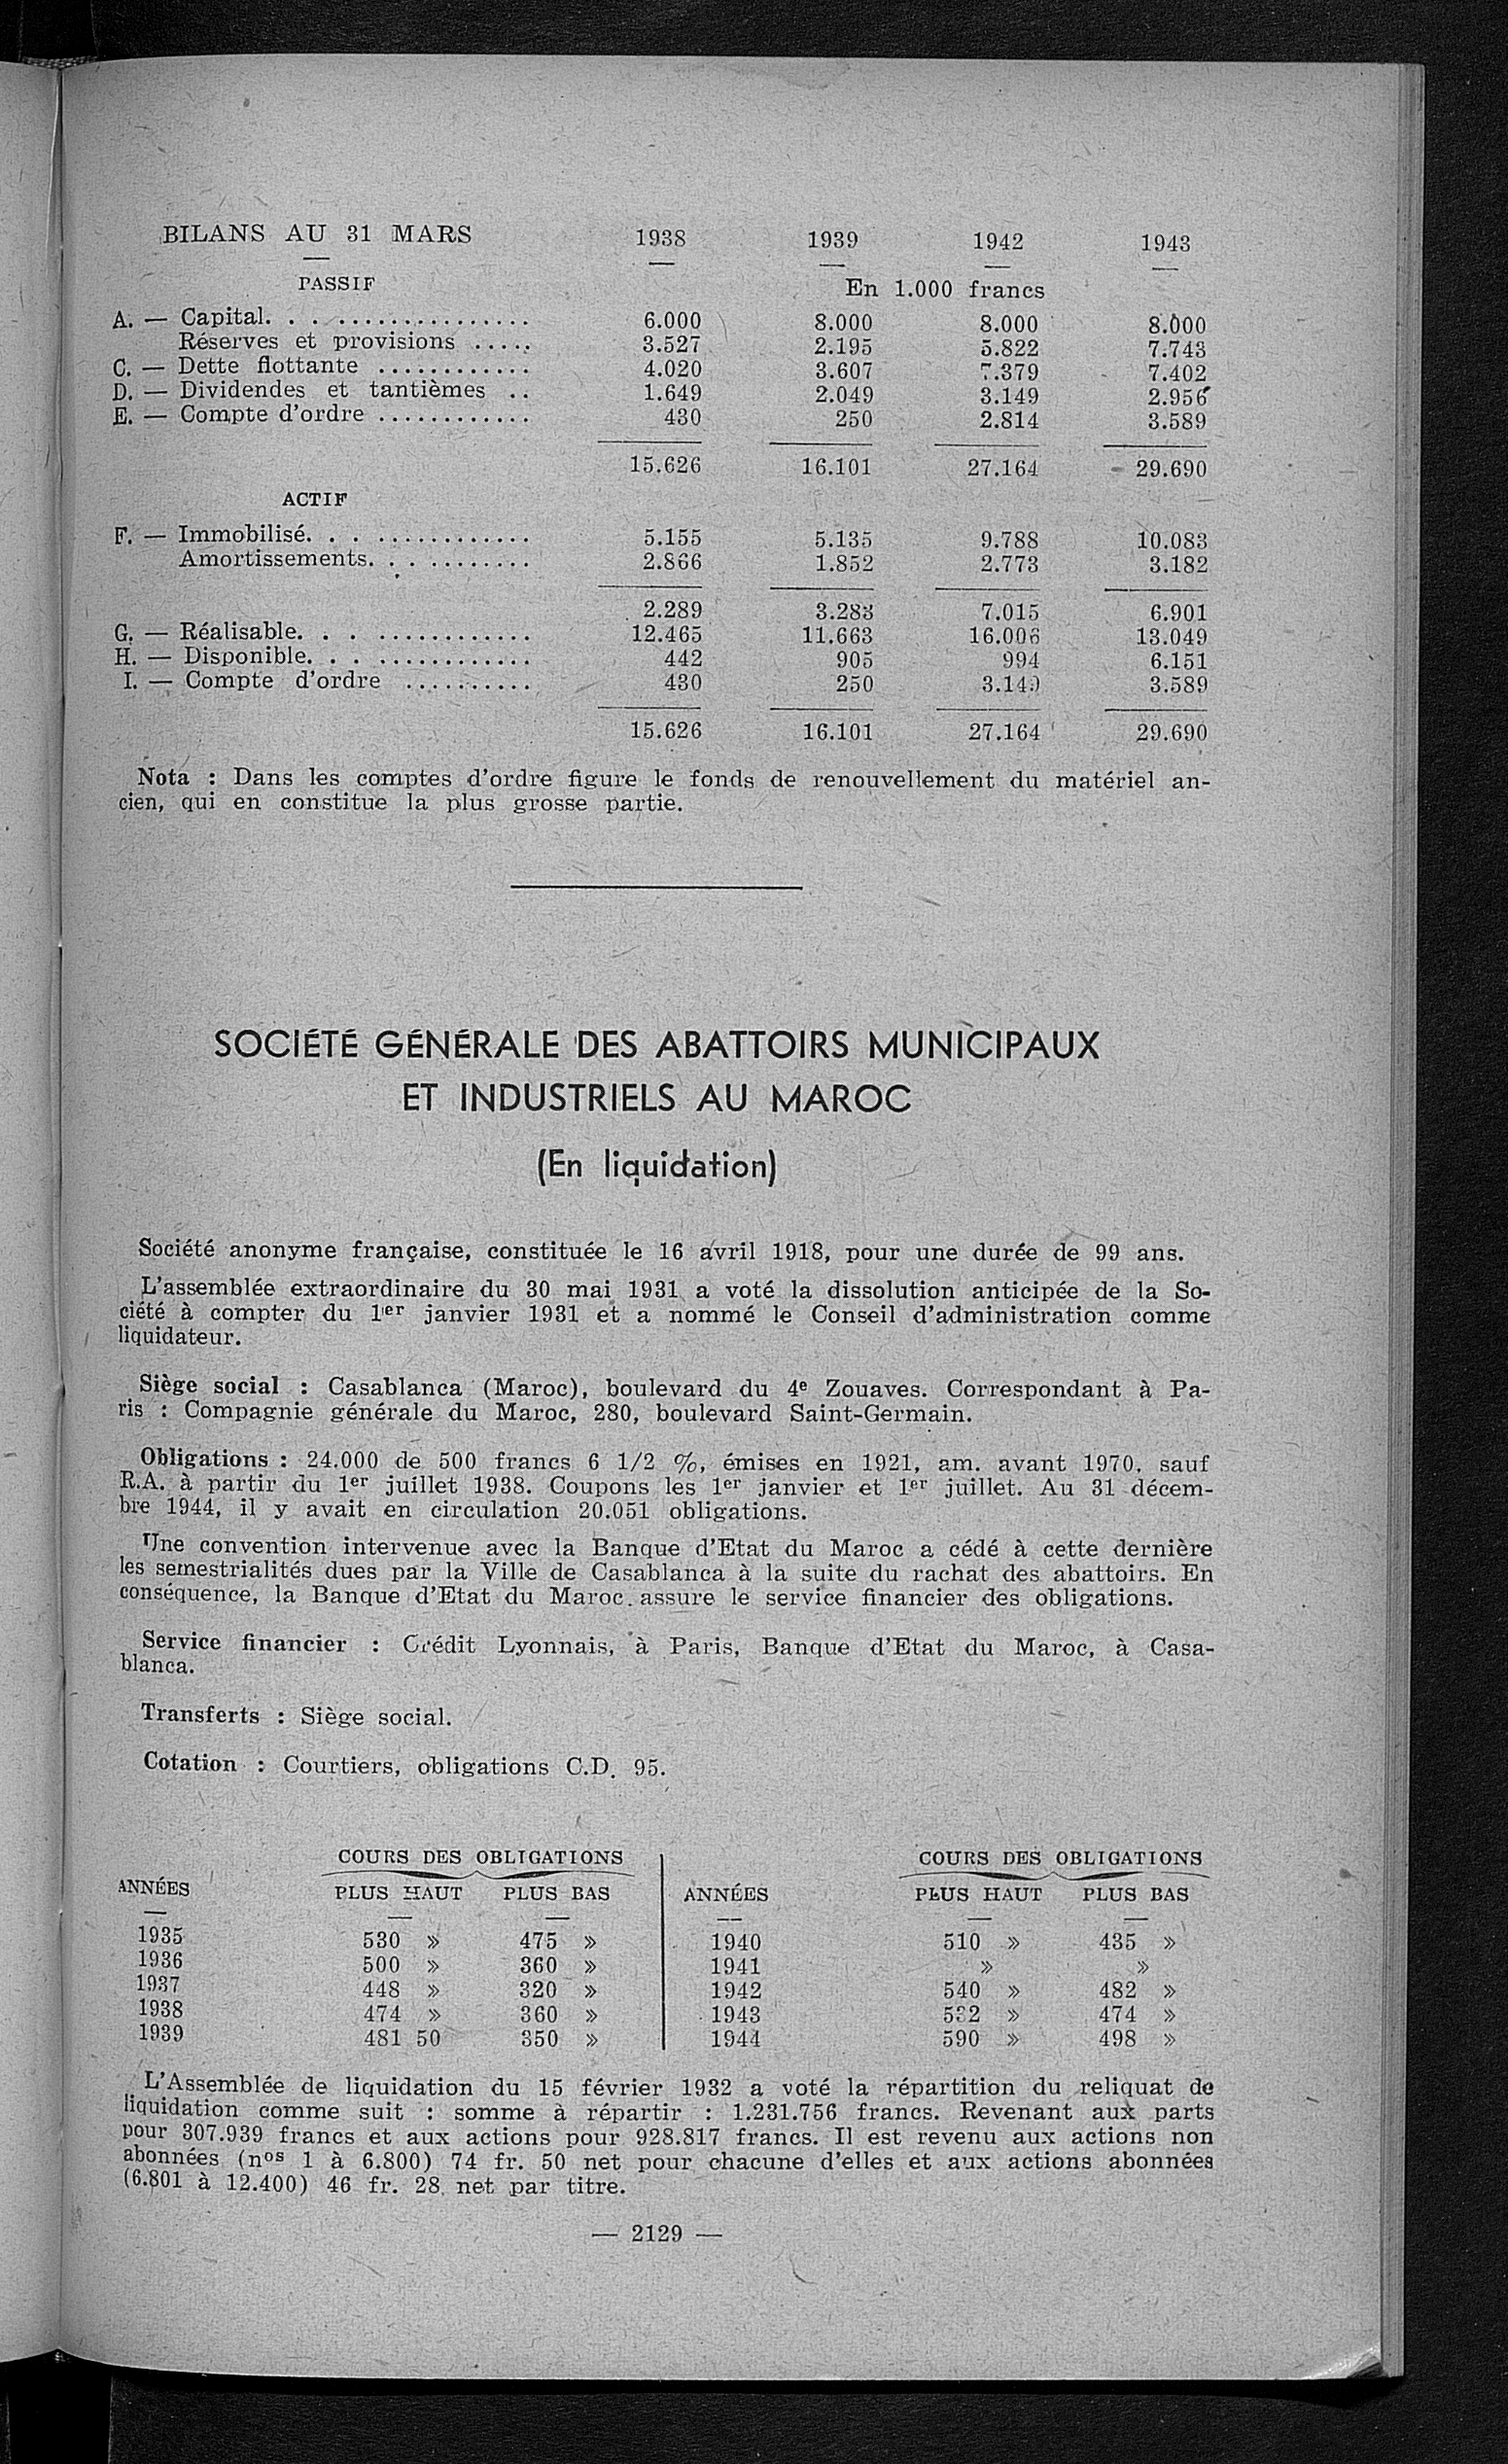 BILANS AU 31 MARS 1938 1939 1942 1943
PASSIF En 1.000 francs
A. — Capital. . . . . . . . . . . . . . . . . . 6.000 8.000 8.000 8.000
Réserves et provisions ..... 3.527 2.195 5.822 7.743
C. — Dette flottante ............ 4.020 3.607 7.379 7.402
D. — Dividendes et tantièmes .. 1.649 2.049 3.149 2.956
E. — Compte d'ordre ............ 430 250 2.814 3.589
15.626 16.101 27.164 29.690
ACTIF
F. — Immobilisé. . . ............ 5.155 5.135 9.788 10.083
Amortissements. . . ......... 2.866 1.852 2.773 3.182
2.289 3.283 7.015 6.901
G. — Réalisable. . . ............ 12.465 11.663 16.006 13.049
H. — Disponible. . . ............ 442 905 994 6.151
I. — Compte d'ordre .......... 430 250 3.149 3.589
15.626 16.101 27.164 29.690
Nota : Dans les comptes d'ordre figure le fonds de renouvellement du matériel an-
cien, qui en constitue la plus grosse partie.
SOCIÉTÉ GÉNÉRALE DES ABATTOIRS MUNICIPAUX
ET INDUSTRIELS AU MAROC
(En liquidation)
Société anonyme française, constituée le 16 avril 1918, pour une durée de 99 ans.
L'assemblée extraordinaire du 30 mai 1931 a voté la dissolution anticipée de la So-
ciété à compter du 1er janvier 1931 et a nommé le Conseil d'administration comme
liquidateur.
Siège social : Casablanca (Maroc), boulevard du 4e Zouaves. Correspondant à Pa-
ris : Compagnie générale du Maroc, 280, boulevard Saint-Germain.
Obligations : 24.000 de 500 francs 6 1/2 %, émises en 1921, am. avant 1970, sauf
R.A. à partir du 1er juillet 1938. Coupons les 1er janvier et 1er juillet. Au 31 décem-
bre 1944, il y avait en circulation 20.051 obligations.
Une convention intervenue avec la Banque d'Etat du Maroc a cédé à cette dernière
les semestrialités dues par la Ville de Casablanca à la suite du rachat des abattoirs. En
conséquence, la Banque d'Etat du Maroc assure le service financier des obligations.
Service financier : Crédit Lyonnais, à Paris, Banque d'Etat du Maroc, à Casa-
blanca.
Transferts : Siège social.
Cotation : Courtiers, obligations C.D. 95.
COURS DES OBLIGATIONS COURS DES OBLIGATIONS
ANNÉES PLUS HAUT PLUS BAS ANNÉES PLUS HAUT PLUS BAS
1935 530 » 475 » 1940 510 » 435 »
1936 500 » 360 » 1941 » »
1937 448 » 320 » 1942 540 » 482 »
1938 474 » 360 » 1943 532 » 474 »
1939 481 50 350 » 1944 590 » 498 »
L'Assemblée de liquidation du 15 février 1932 a voté la répartition du reliquat de
liquidation comme suit : somme à répartir : 1.231.756 francs. Revenant aux parts
pour 307.939 francs et aux actions pour 928.817 francs. Il est revenu aux actions non
abonnées (nos 1 à 6.800) 74 fr. 50 net pour chacune d'elles et aux actions abonnées
(6.801 à 12.400) 46 fr. 28 net par titre.
— 2129 —